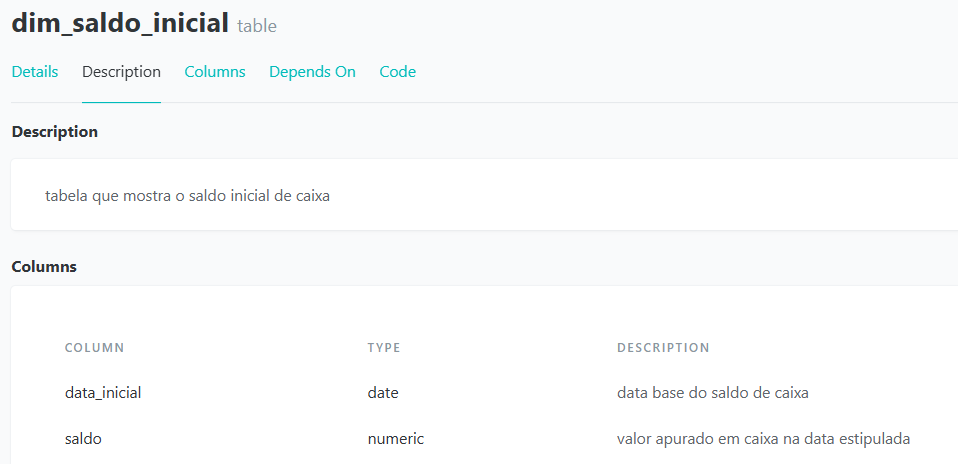 dim_saldo_inicial table
Details Description Columns Depends On Code
Description
tabela que mostra o saldo inicial de caixa
Columns
COLUMN TYPE DESCRIPTION
data_inicial date data base do saldo de caixa
saldo numeric valor apurado em caixa na data estipulada